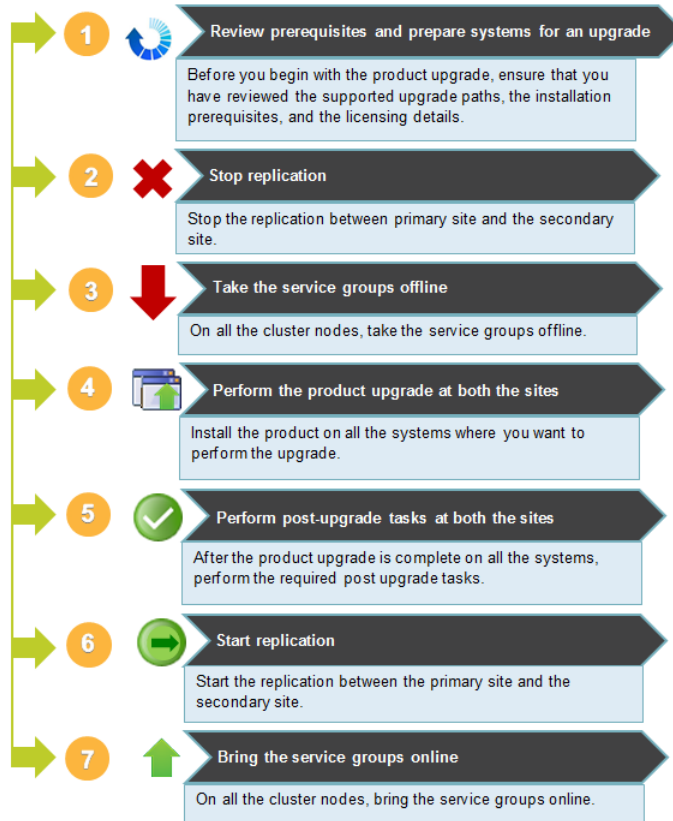 1
Review prerequisites and prepare systems for an upgrade
Before you begin with the product upgrade, ensure that you
have reviewed the supported upgrade paths, the installation
prerequisites, and the licensing details.
2
Stop replication
Stop the replication between primary site and the secondary
site.
3
Take the service groups offline
On all the cluster nodes, take the service groups offline.
4
Perform the product upgrade at both the sites
Install the product on all the systems where you want to
perform the upgrade.
5
Perform post-upgrade tasks at both the sites
After the product upgrade is complete on all the systems,
perform the required post upgrade tasks.
6
Start replication
Start the replication between the primary site and the
secondary site.
7
Bring the service groups online
On all the cluster nodes, bring the service groups online.